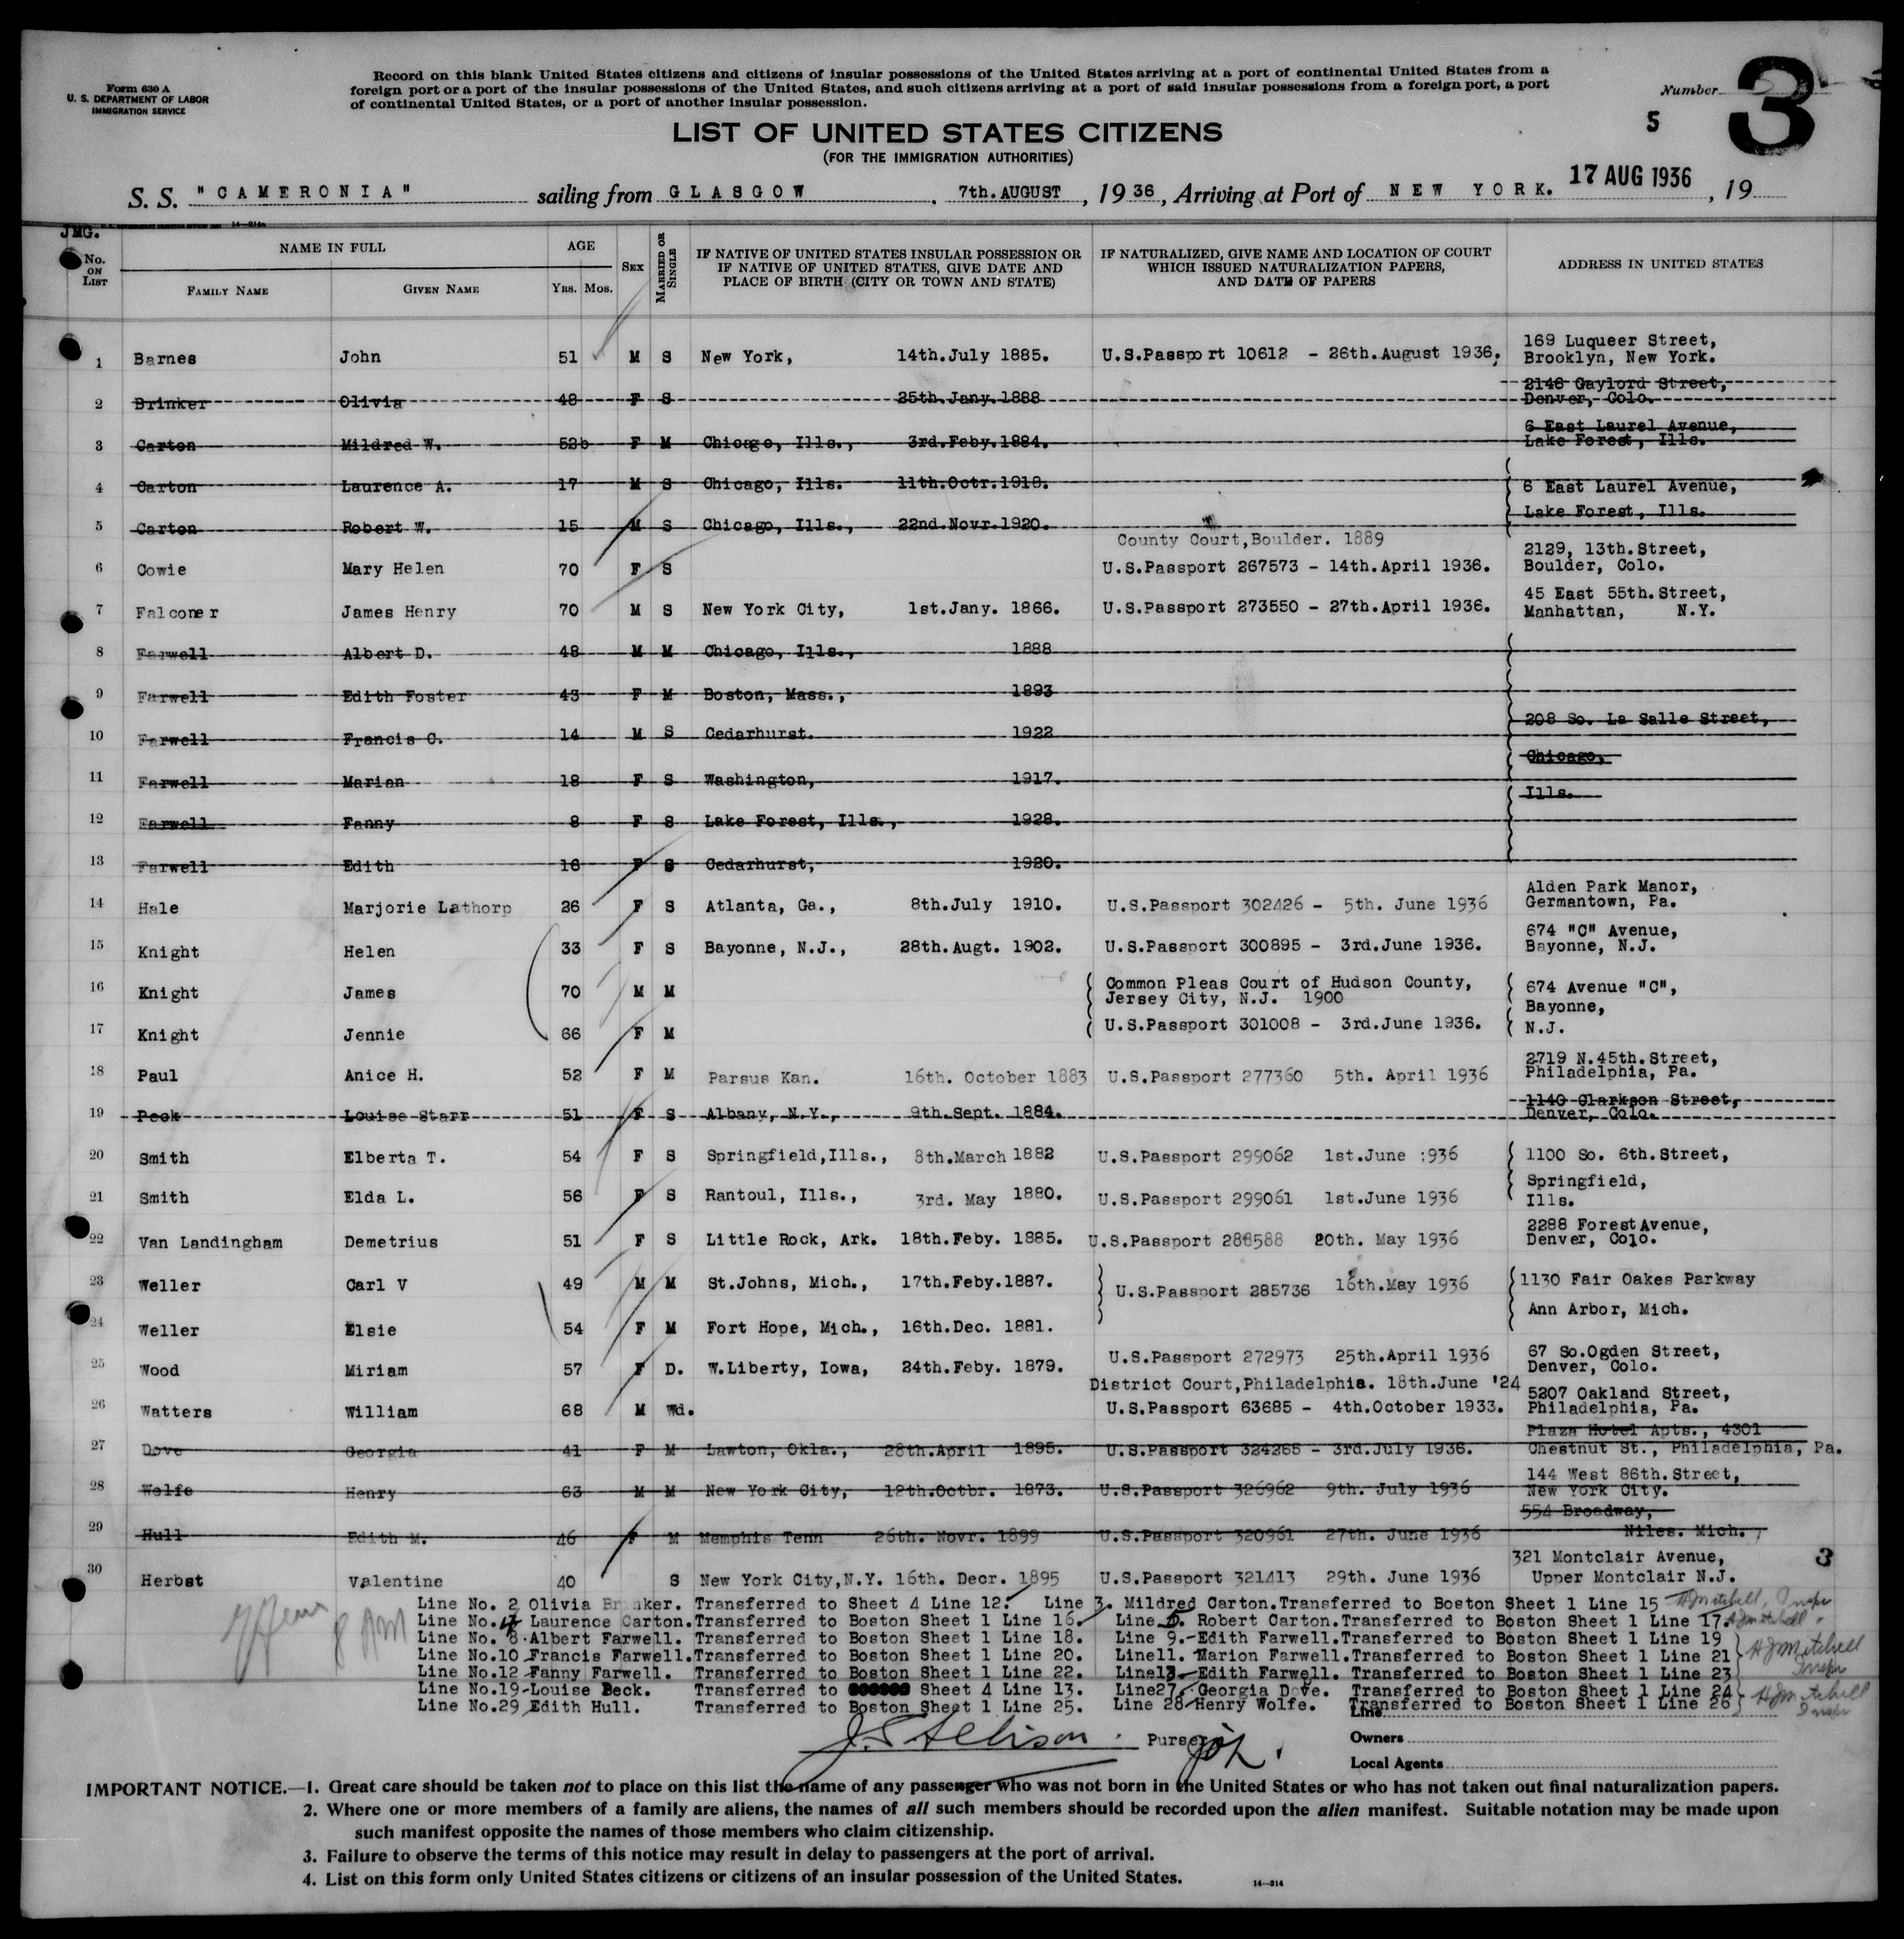 Form 630 A
U. S. DEPARTMENT OF LABOR
IMMIGRATION SERVICE
Record on this blank United States citizens and citizens of insular possessions of the United States arriving at a port of continental United States from a
foreign port or a port of the insular possessions of the United States, and such citizens arriving at a port of said insular possessions from a foreign port, a port
of continental United States, or a port of another insular possession.
Number 3
5
LIST OF UNITED STATES CITIZENS
(FOR THE IMMIGRATION AUTHORITIES)
S. S. "CAMERONIA" sailing from GLASGOW, 7th. AUGUST, 1936, Arriving at Port of NEW YORK. 17 AUG 1936, 19
JMG.
No. ON LIST NAME IN FULL FAMILY NAME GIVEN NAME AGE YRS. MOS. SEX MARRIED OR SINGLE IF NATIVE OF UNITED STATES INSULAR POSSESSION OR IF NATIVE OF UNITED STATES, GIVE DATE AND PLACE OF BIRTH (CITY OR TOWN AND STATE) IF NATURALIZED, GIVE NAME AND LOCATION OF COURT WHICH ISSUED NATURALIZATION PAPERS, AND DATE OF PAPERS ADDRESS IN UNITED STATES
1 Barnes John 51 M S New York, 14th.July 1885. U.S.Passport 10612 - 26th.August 1936. 169 Luqueer Street, Brooklyn, New York.
2 Brinker Olivia 48 F S 25th.Jany.1888 2146 Gaylord Street, Denver, Colo.
3 Carton Mildred W. 52 F M Chicago, Ills., 3rd.Feby.1884. 6 East Laurel Avenue, Lake Forest, Ills.
4 Carton Laurence A. 17 M S Chicago, Ills. 11th.Octr.1918. 6 East Laurel Avenue,
5 Carton Robert W. 15 M S Chicago, Ills., 22nd.Novr.1920. Lake Forest, Ills.
6 Cowie Mary Helen 70 F S County Court,Boulder. 1889 U.S.Passport 267573 - 14th.April 1936. 2129, 13th.Street, Boulder, Colo.
7 Falconer James Henry 70 M S New York City, 1st.Jany. 1866. U.S.Passport 273550 - 27th.April 1936. 45 East 55th.Street, Manhattan, N.Y.
8 Farwell Albert D. 48 M M Chicago, Ills., 1888
9 Farwell Edith Foster 43 F M Boston, Mass., 1893
10 Farwell Francis C. 14 M S Cedarhurst. 1922 208 So. La Salle Street,
11 Farwell Marian 18 F S Washington, 1917. Chicago,
12 Farwell Fanny 8 F S Lake Forest, Ills., 1928. Ills.
13 Farwell Edith 16 F S Cedarhurst, 1920.
14 Hale Marjorie Lathorp 26 F S Atlanta, Ga., 8th.July 1910. U.S.Passport 302426 - 5th. June 1936 Alden Park Manor, Germantown, Pa.
15 Knight Helen 33 F S Bayonne, N.J., 28th.Augt. 1902. U.S.Passport 300895 - 3rd.June 1936. 674 "C" Avenue, Bayonne, N.J.
16 Knight James 70 M M Common Pleas Court of Hudson County, Jersey City, N.J. 1900 674 Avenue "C", Bayonne,
17 Knight Jennie 66 F M U.S.Passport 301008 - 3rd.June 1936. N.J.
18 Paul Anice H. 52 F M Parsus Kan. 16th. October 1883 U.S.Passport 277360 5th. April 1936 2719 N.45th.Street, Philadelphia, Pa.
19 Peck Louise Starr 51 F S Albany, N.Y., 9th.Sept. 1884. 1140 Clarkson Street, Denver, Colo.
20 Smith Elberta T. 54 F S Springfield,Ills., 8th.March 1882 U.S.Passport 299062 1st.June :936 1100 So. 6th.Street,
21 Smith Elda L. 56 F S Rantoul, Ills., 3rd. May 1880. U.S.Passport 299061 1st.June 1936 Springfield, Ills.
22 Van Landingham Demetrius 51 F S Little Rock, Ark. 18th.Feby. 1885. U.S.Passport 288588 20th. May 1936 2288 Forest Avenue, Denver, Colo.
23 Weller Carl V 49 M M St.Johns, Mich., 17th.Feby.1887. U.S.Passport 285736 18th.May 1936 1130 Fair Oakes Parkway
24 Weller Elsie 54 F M Fort Hope, Mich., 16th.Dec. 1881. Ann Arbor, Mich.
25 Wood Miriam 57 F D. W.Liberty, Iowa, 24th.Feby. 1879. U.S.Passport 272973 25th.April 1936 67 So.Ogden Street, Denver, Colo.
26 Watters William 68 M Wd. District Court,Philadelphia. 18th.June '24 U.S.Passport 63685 - 4th.October 1933. 5207 Oakland Street, Philadelphia, Pa.
27 Dove Georgia 41 F M Lawton, Okla., 28th.April 1895. U.S.Passport 324265 - 3rd.July 1936. Plaza Hotel Apts., 4301 Chestnut St., Philadelphia, Pa.
28 Wolfe Henry 63 M M New York City, 12th.Octbr. 1873. U.S.Passport 326962 9th. July 1936 144 West 86th.Street, New York City.
29 Hull Edith M. 46 F M Memphis Tenn 26th. Novr. 1899 U.S.Passport 320961 27th. June 1936 554 Broadway, Niles. Mich.
30 Herbst Valentine 40 S New York City,N.Y. 16th. Decr. 1895 U.S.Passport 321413 29th. June 1936 321 Montclair Avenue, Upper Montclair N.J. 3
Line No. 2 Olivia Brinker. Transferred to Sheet 4 Line 12. Line 3. Mildred Carton.Transferred to Boston Sheet 1 Line 15
Line No. 4 Laurence Carton.Transferred to Boston Sheet 1 Line 16. Line 5. Robert Carton.Transferred to Boston Sheet 1 Line 17.
Line No. 8.Albert Farwell. Transferred to Boston Sheet 1 Line 18. Line 9.-Edith Farwell.Transferred to Boston Sheet 1 Line 19
Line No.10 Francis Farwell.Transferred to Boston Sheet 1 Line 20. Line11. Marion Farwell.Transferred to Boston Sheet 1 Line 21
Line No.12 Fanny Farwell. Transferred to Boston Sheet 1 Line 22. Line13.Edith Farwell. Transferred to Boston Sheet 1 Line 23
Line No.19-Louise Beck. Transferred to Sheet 4 Line 13. Line27. Georgia Dove. Transferred to Boston Sheet 1 Line 24
Line No.29 Edith Hull. Transferred to Boston Sheet 1 Line 25. Line 28 Henry Wolfe. Transferred to Boston Sheet 1 Line 26
8 AM
Line
J. S. Allison. Purser
Owners
Local Agents
IMPORTANT NOTICE.—1. Great care should be taken not to place on this list the name of any passenger who was not born in the United States or who has not taken out final naturalization papers.
2. Where one or more members of a family are aliens, the names of all such members should be recorded upon the alien manifest. Suitable notation may be made upon
such manifest opposite the names of those members who claim citizenship.
3. Failure to observe the terms of this notice may result in delay to passengers at the port of arrival.
4. List on this form only United States citizens or citizens of an insular possession of the United States.
14—214